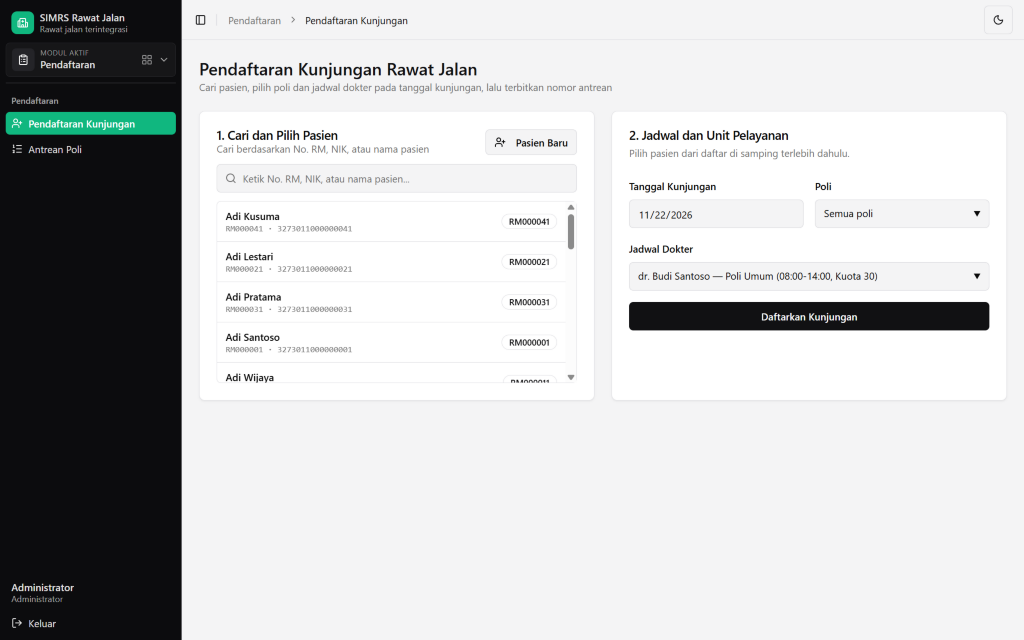 SIMRS Rawat Jalan
Rawat jalan terintegrasi
MODUL AKTIF
Pendaftaran
Pendaftaran
Pendaftaran Kunjungan
Antrean Poli
Administrator
Administrator
Keluar
Pendaftaran > Pendaftaran Kunjungan
Pendaftaran Kunjungan Rawat Jalan
Cari pasien, pilih poli dan jadwal dokter pada tanggal kunjungan, lalu terbitkan nomor antrean
1. Cari dan Pilih Pasien
Cari berdasarkan No. RM, NIK, atau nama pasien
Pasien Baru
Ketik No. RM, NIK, atau nama pasien...
Adi Kusuma
RM000041 • 3273011000000041
RM000041
Adi Lestari
RM000021 • 3273011000000021
RM000021
Adi Pratama
RM000031 • 3273011000000031
RM000031
Adi Santoso
RM000001 • 3273011000000001
RM000001
Adi Wijaya
RM000011
2. Jadwal dan Unit Pelayanan
Pilih pasien dari daftar di samping terlebih dahulu.
Tanggal Kunjungan
11/22/2026
Poli
Semua poli
Jadwal Dokter
dr. Budi Santoso — Poli Umum (08:00-14:00, Kuota 30)
Daftarkan Kunjungan